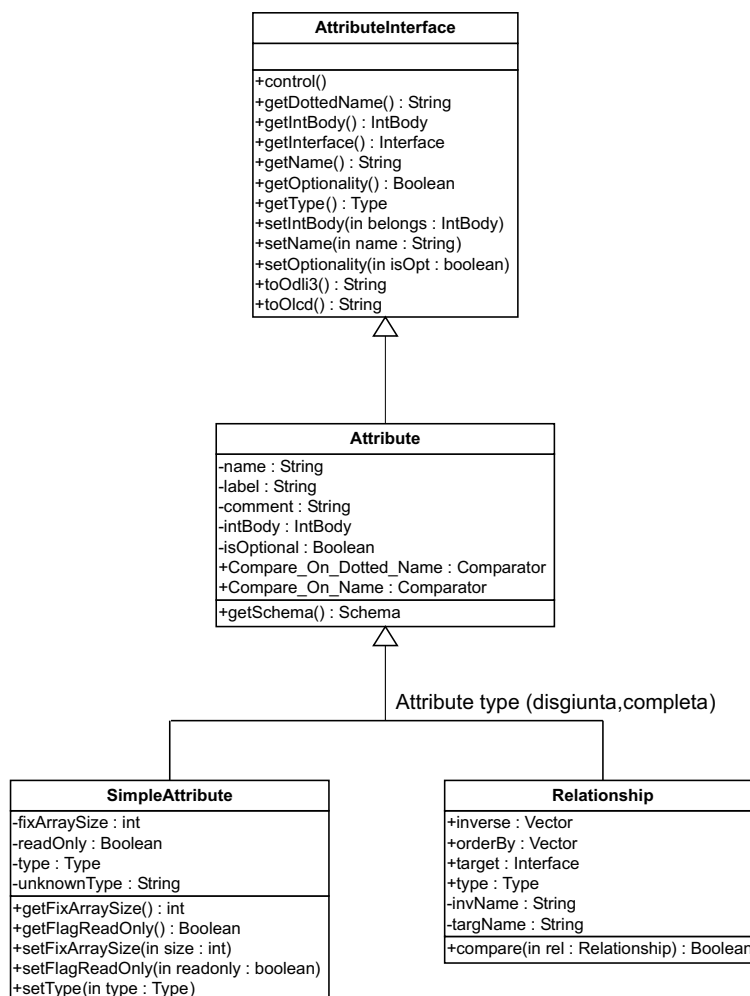 AttributeInterface
+control()
+getDottedName() : String
+getIntBody() : IntBody
+getInterface() : Interface
+getName() : String
+getOptionality() : Boolean
+getType() : Type
+setIntBody(in belongs : IntBody)
+setName(in name : String)
+setOptionality(in isOpt : boolean)
+toOdli3() : String
+toOlcd() : String
Attribute
-name : String
-label : String
-comment : String
-intBody : IntBody
-isOptional : Boolean
+Compare_On_Dotted_Name : Comparator
+Compare_On_Name : Comparator
+getSchema() : Schema
Attribute type (disgiunta,completa)
SimpleAttribute
-fixArraySize : int
-readOnly : Boolean
-type : Type
-unknownType : String
+getFixArraySize() : int
+getFlagReadOnly() : Boolean
+setFixArraySize(in size : int)
+setFlagReadOnly(in readonly : boolean)
+setType(in type : Type)
Relationship
+inverse : Vector
+orderBy : Vector
+target : Interface
+type : Type
-invName : String
-targName : String
+compare(in rel : Relationship) : Boolean